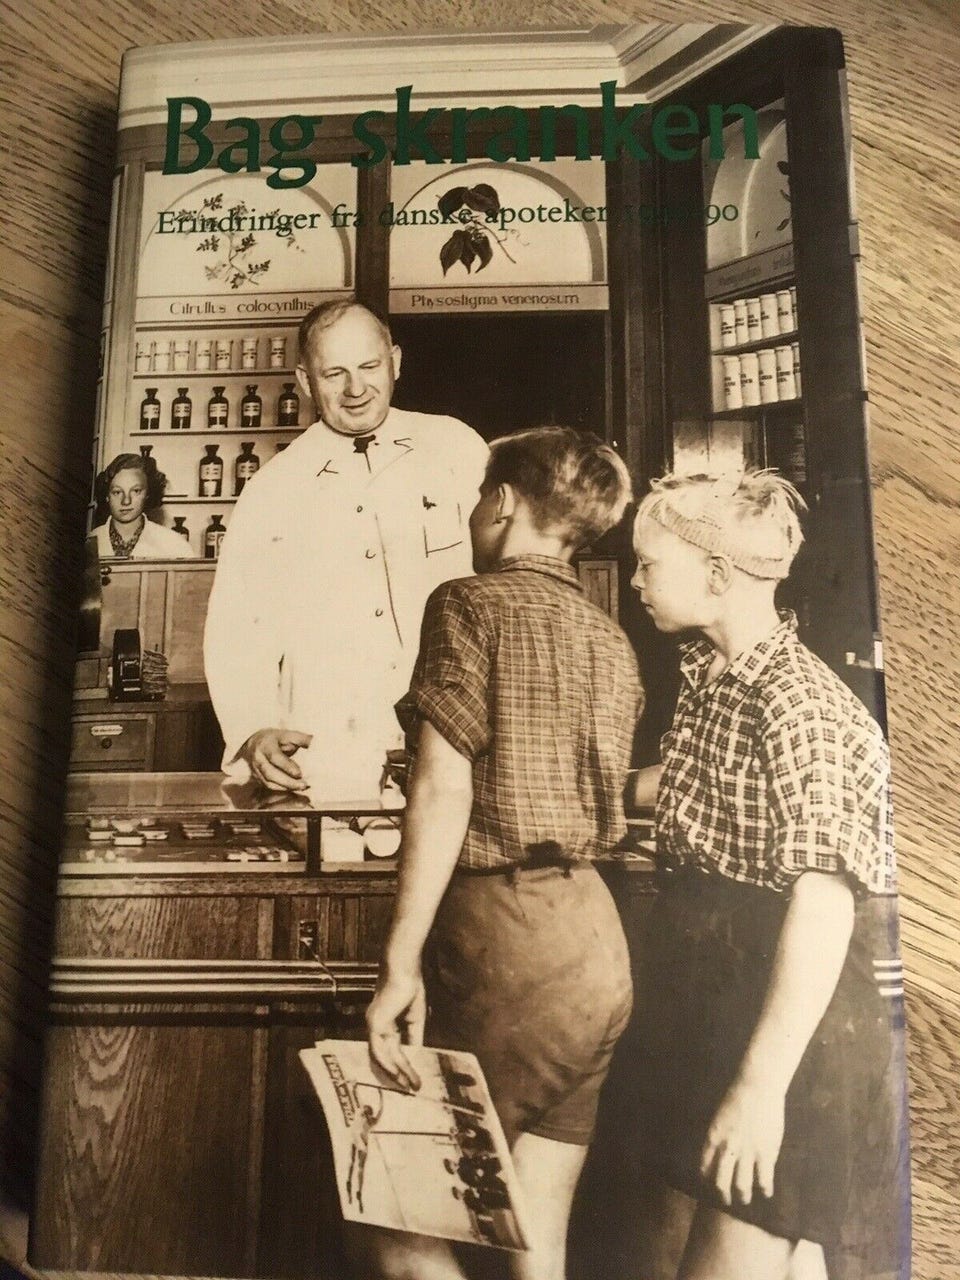 Bag skranken
Erindringer fra danske apoteker
Citrullus colocynthis
Physostigma venenosum